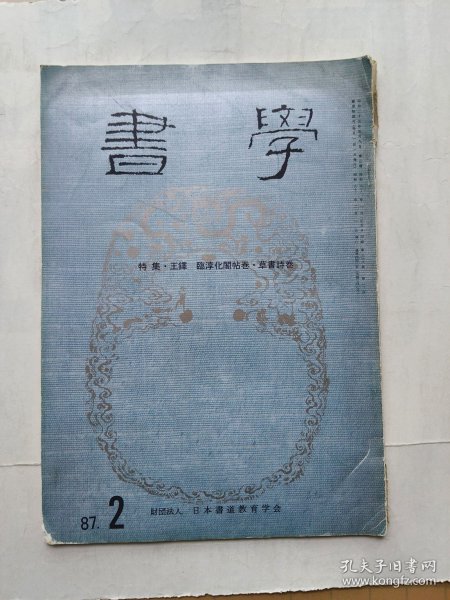 書學
特集・王鐸 臨淳化閣帖巻・草書詩巻
87. 2
財団法人 日本書道教育学会
孔夫子旧书网
www.kongfz.com